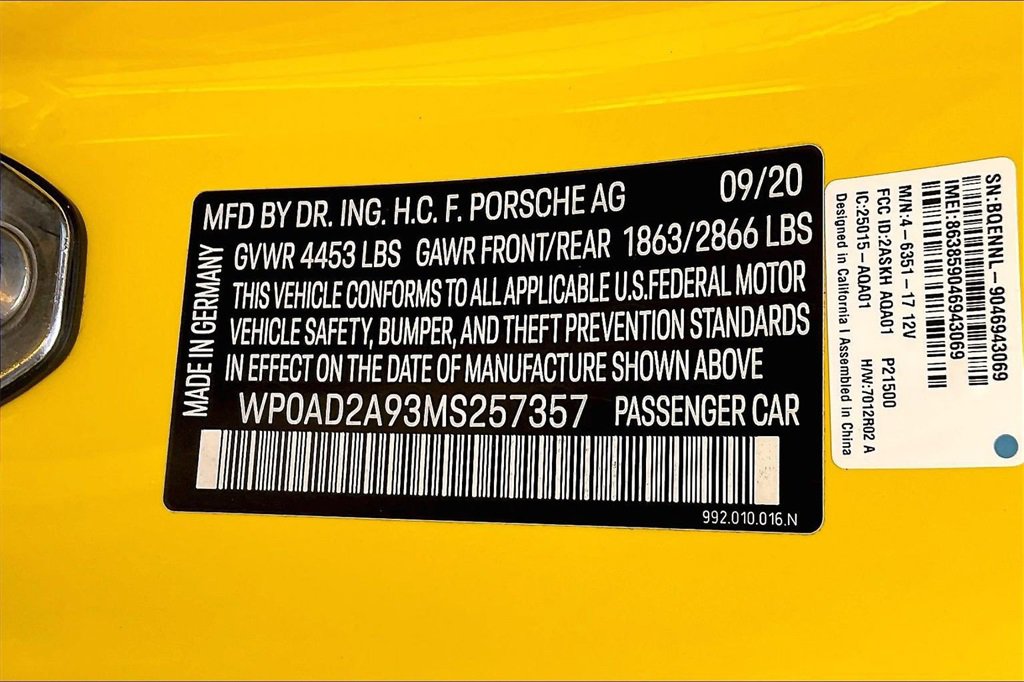 MFD BY DR. ING. H.C. F. PORSCHE AG 09/20
GVWR 4453 LBS GAWR FRONT/REAR 1863/2866 LBS
THIS VEHICLE CONFORMS TO ALL APPLICABLE U.S.FEDERAL MOTOR
VEHICLE SAFETY, BUMPER, AND THEFT PREVENTION STANDARDS
IN EFFECT ON THE DATE OF MANUFACTURE SHOWN ABOVE
WP0AD2A93MS257357 PASSENGER CAR
992.010.016.N
MADE IN GERMANY
SN:BQENNL-9046943069
IMEI:863859046943069
M/N:4-6351-17 12V
FCC ID:2ASKH AQA01 P21500
IC:25015-AQA01 H/W:7012R02 A
Designed in California I Assembled in China